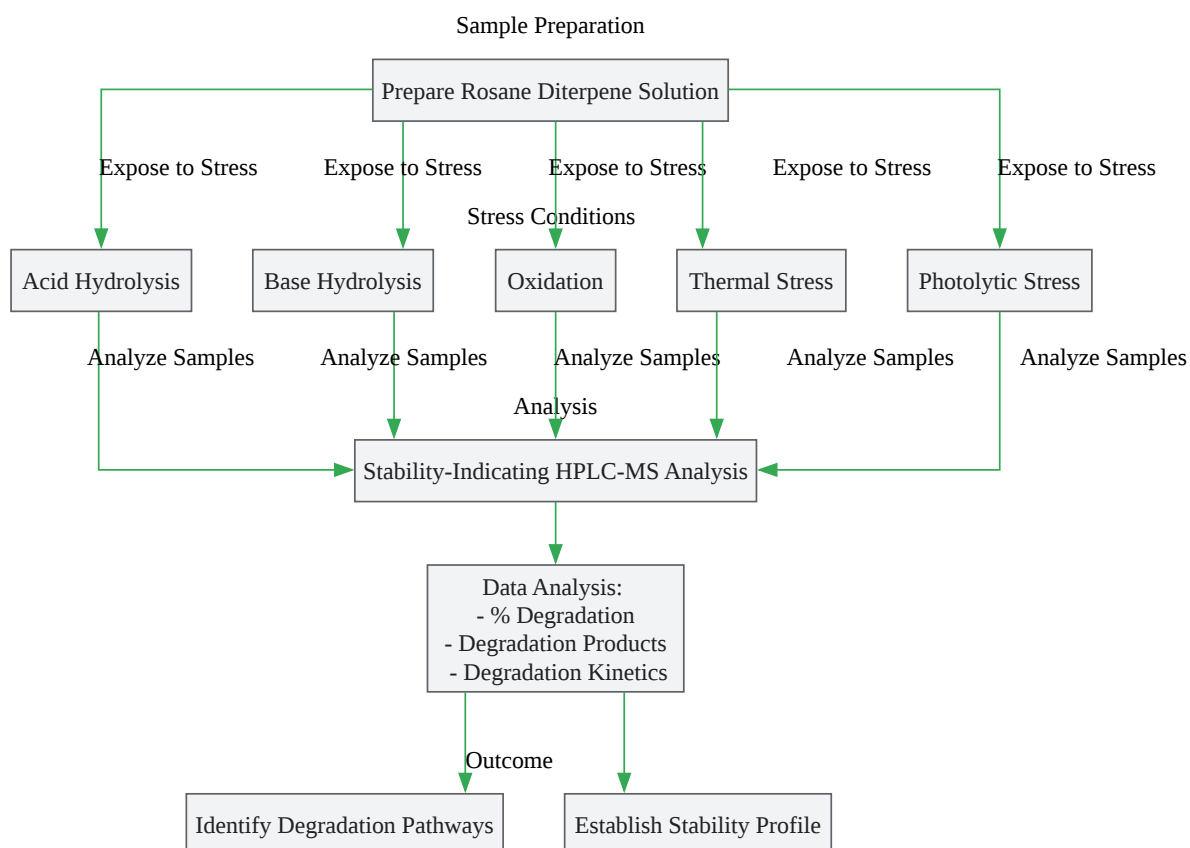 Sample Preparation
Prepare Rosane Diterpene Solution
Expose to Stress
Expose to Stress
Expose to Stress
Expose to Stress
Expose to Stress
Stress Conditions
Acid Hydrolysis
Base Hydrolysis
Oxidation
Thermal Stress
Photolytic Stress
Analyze Samples
Analyze Samples
Analyze Samples
Analyze Samples
Analyze Samples
Analysis
Stability-Indicating HPLC-MS Analysis
Data Analysis:
- % Degradation
- Degradation Products
- Degradation Kinetics
Outcome
Identify Degradation Pathways
Establish Stability Profile